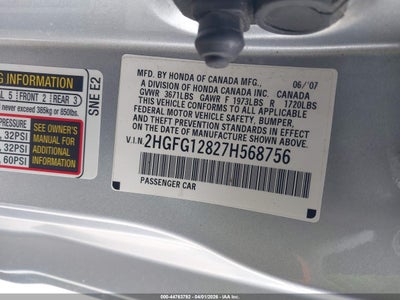 G INFORMATION
AL 5 FRONT 2 REAR 3
never exceed 385kg or 850lbs.
PRESSURE
32PSI
32PSI
60PSI
SEE OWNER'S
MANUAL FOR
ADDITIONAL
INFORMATION
SNE E2
MFD. BY HONDA OF CANADA MFG., 06/'07
A DIVISION OF HONDA CANADA INC. CANADA
GVWR 3671LBS GAWR F 1973LBS R 1720LBS
THIS VEHICLE CONFORMS TO ALL APPLICABLE
FEDERAL MOTOR VEHICLE SAFETY, BUMPER,
AND THEFT PREVENTION STANDARDS IN
EFFECT ON THE DATE OF MANUFACTURE SHOWN ABOVE.
V.I.N. 2HGFG12827H568756
PASSENGER CAR
ID: 000-44763782 - 04/01/2026 - IAA Inc.